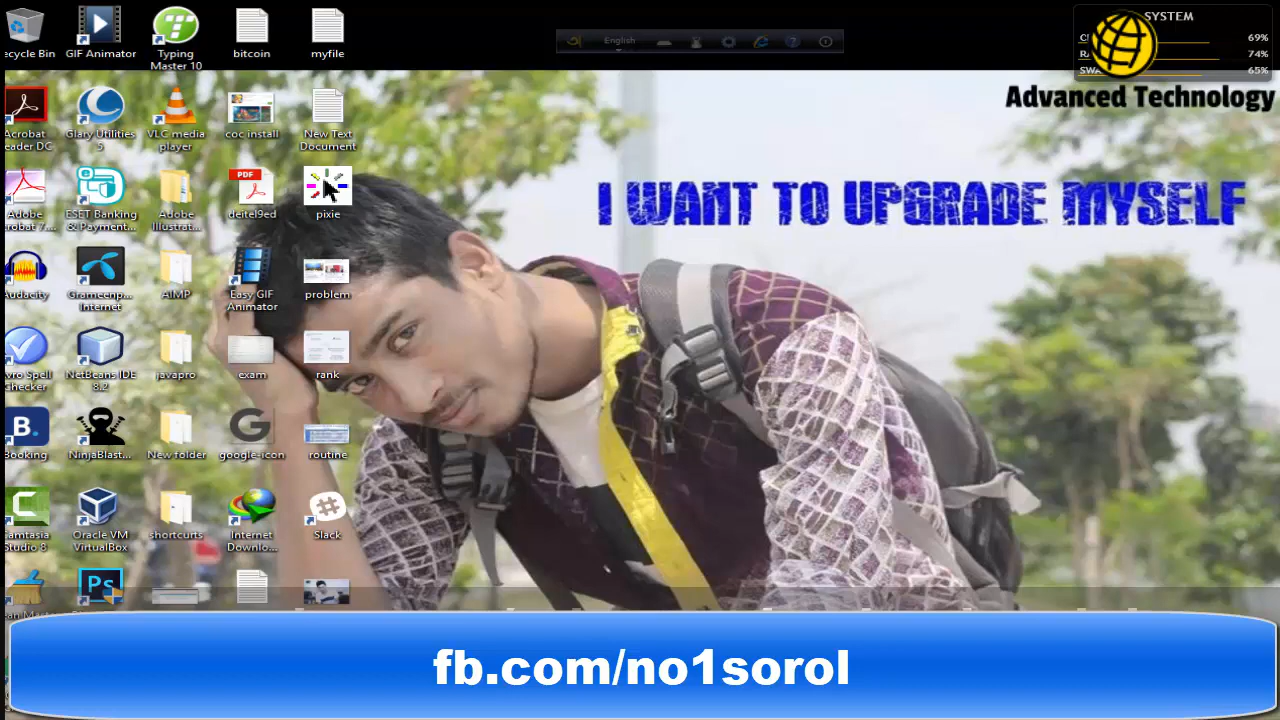 SYSTEM
69%
74%
65%
Advanced Technology
English
I WANT TO UPGRADE MYSELF
ecycle Bin
GIF Animator
Typing
Master 10
bitcoin
myfile
Acrobat
eader DC
Glary Utilities
5
VLC media
player
coc install
New Text
Document
Adobe
crobat 7....
ESET Banking
& Payment...
Adobe
Illustrat...
PDF
deitel9ed
pixie
Audacity
Grameenp...
Internet
AIMP
Easy GIF
Animator
problem
vro Spell
Checker
NetBeans IDE
8.2
javapro
exam
rank
B.
Booking
NinjaBlast...
New folder
google-icon
routine
amtasia
Studio 8
Oracle VM
VirtualBox
shortcurts
Internet
Downlo...
Slack
Ps
fb.com/no1sorol